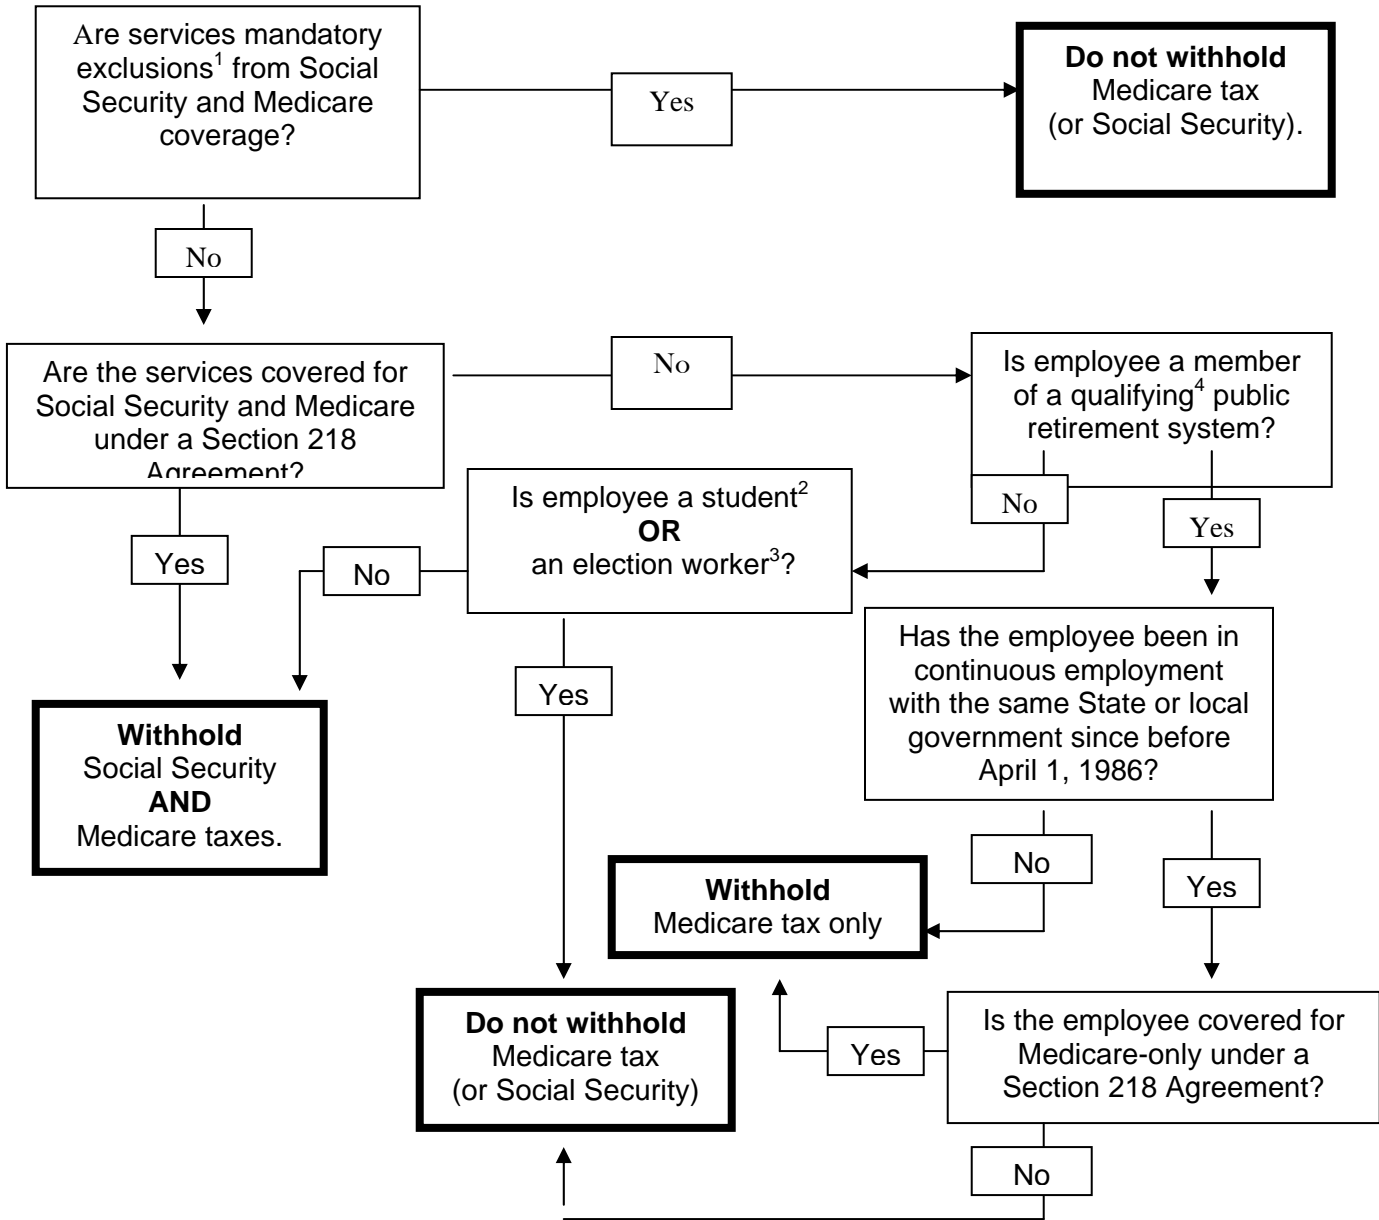 Are services mandatory
exclusions¹ from Social
Security and Medicare
coverage?
Yes
Do not withhold
Medicare tax
(or Social Security).
No
Are the services covered for
Social Security and Medicare
under a Section 218
Agreement?
No
Is employee a member
of a qualifying⁴ public
retirement system?
Is employee a student²
OR
an election worker³?
No
Yes
Yes
No
Has the employee been in
continuous employment
with the same State or local
government since before
April 1, 1986?
Yes
Withhold
Social Security
AND
Medicare taxes.
No
Yes
Withhold
Medicare tax only
Do not withhold
Medicare tax
(or Social Security)
Yes
Is the employee covered for
Medicare-only under a
Section 218 Agreement?
No